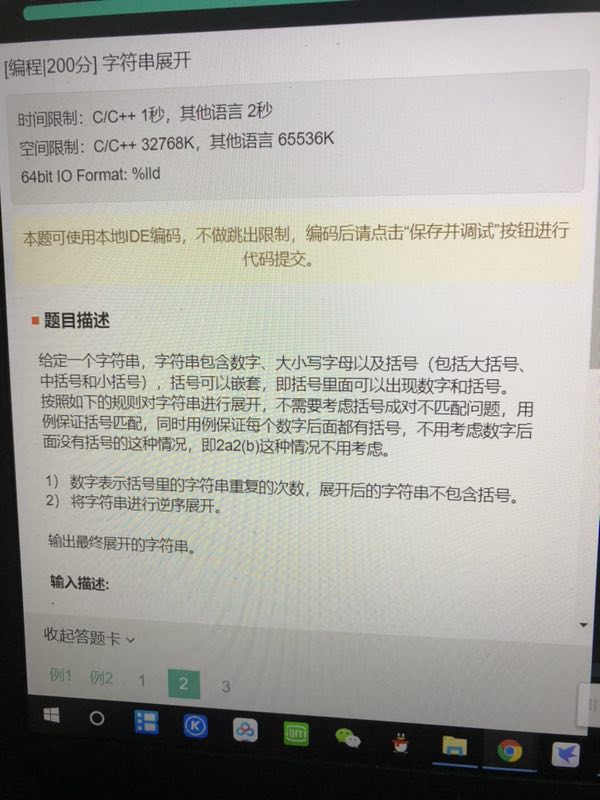 [编程|200分] 字符串展开
时间限制：C/C++ 1秒，其他语言 2秒
空间限制：C/C++ 32768K，其他语言 65536K
64bit IO Format: %lld
本题可使用本地IDE编码，不做跳出限制，编码后请点击“保存并调试”按钮进行
代码提交。
题目描述
给定一个字符串，字符串包含数字、大小写字母以及括号（包括大括号、
中括号和小括号），括号可以嵌套，即括号里面可以出现数字和括号。
按照如下的规则对字符串进行展开，不需要考虑括号成对不匹配问题，用
例保证括号匹配，同时用例保证每个数字后面都有括号，不用考虑数字后
面没有括号的这种情况，即2a2(b)这种情况不用考虑。
1） 数字表示括号里的字符串重复的次数，展开后的字符串不包含括号。
2） 将字符串进行逆序展开。
输出最终展开的字符串。
输入描述:
收起答题卡
例1 例2 1 2 3
K
iQIYI